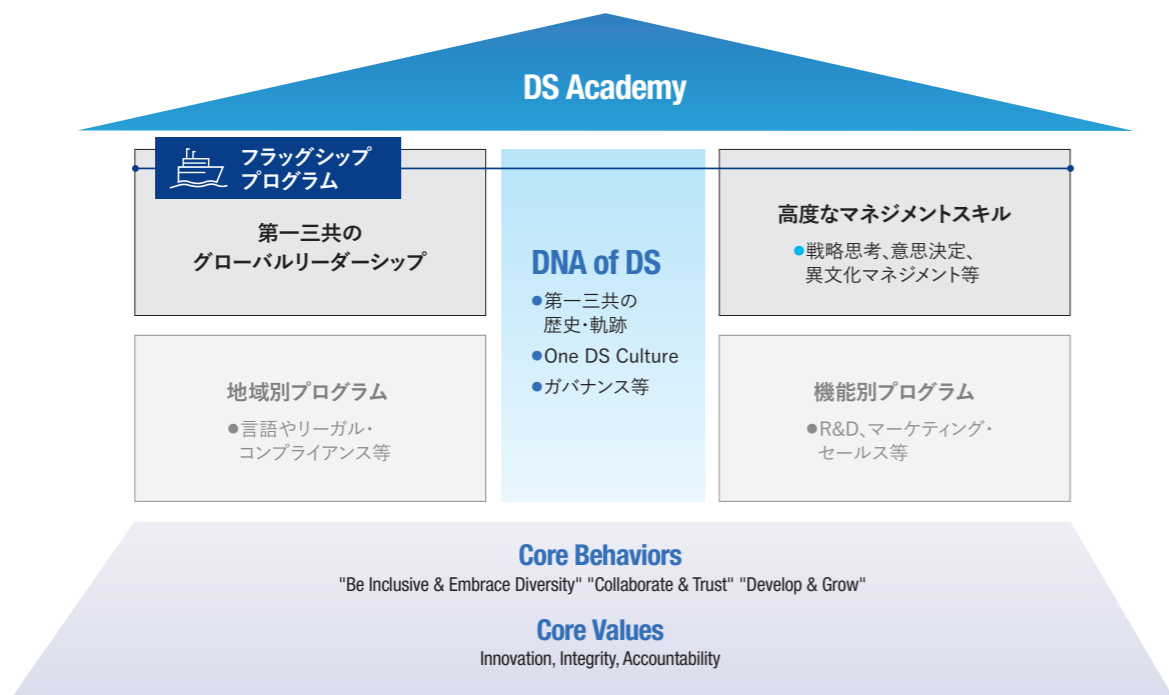 DS Academy
フラッグシップ
プログラム
第一三共の
グローバルリーダーシップ
DNA of DS
●第一三共の
歴史・軌跡
●One DS Culture
●ガバナンス等
高度なマネジメントスキル
●戦略思考、意思決定、
異文化マネジメント等
地域別プログラム
●言語やリーガル・
コンプライアンス等
機能別プログラム
●R&D、マーケティング・
セールス等
Core Behaviors
"Be Inclusive & Embrace Diversity" "Collaborate & Trust" "Develop & Grow"
Core Values
Innovation, Integrity, Accountability